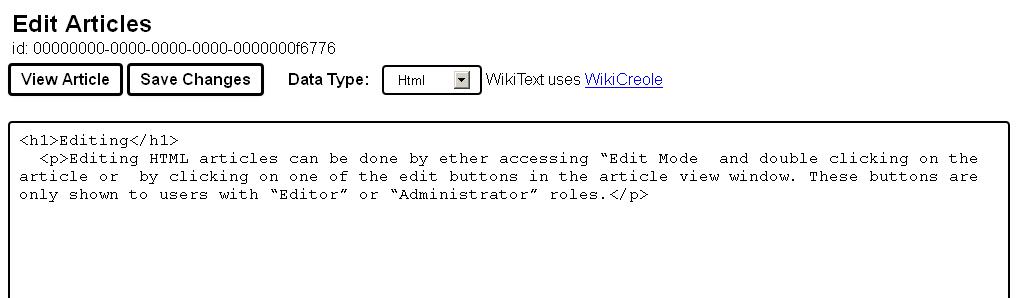 Edit Articles
id: 00000000-0000-0000-0000-0000000f6776
View Article Save Changes Data Type: Html WikiText uses WikiCreole
<h1>Editing</h1>
<p>Editing HTML articles can be done by ether accessing “Edit Mode  and double clicking on the
article or  by clicking on one of the edit buttons in the article view window. These buttons are
only shown to users with “Editor” or “Administrator” roles.</p>